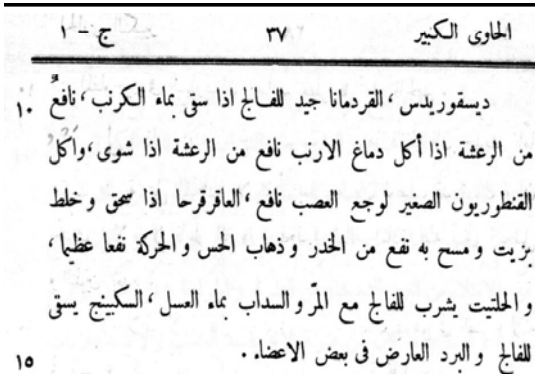 الحاوى الكبير ٣٧ ج - ١
ديسقوريدس، القردمانا جيد للفالج اذا سقى بماء الكرنب، نافعٌ ١٠
من الرعشة اذا أكل دماغ الارنب نافع من الرعشة اذا شوى، واكل
القنطوريون الصغير لوجع العصب نافع، العاقرقرحا اذا سحق وخلط
بزيت ومسح به نفع من الخدر وذهاب الحس والحركة نفعا عظيما،
والحلتيت يشرب للفالج مع المرّ والسداب بماء العسل، السكبينج يسقى
للفالج والبرد العارض فى بعض الاعضاء. ١٥